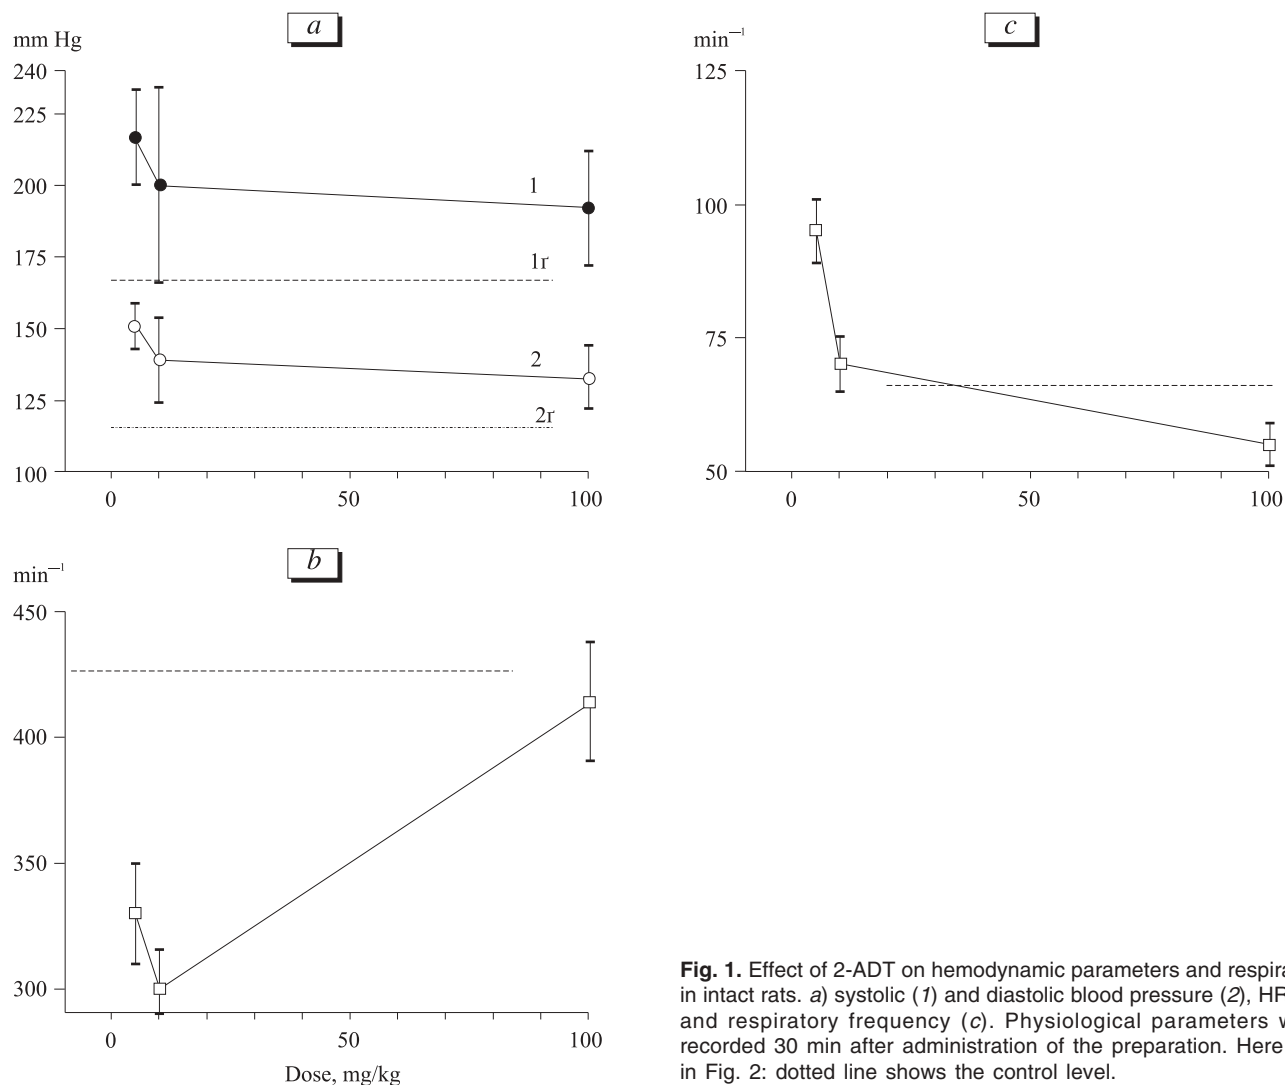 a
mm Hg
240
225
200
175
150
125
100
1
1r
2
2r
0
50
100
c
min⁻¹
125
100
75
50
0
50
100
b
min⁻¹
450
400
350
300
0
50
100
Dose, mg/kg
Fig. 1. Effect of 2-ADT on hemodynamic parameters and respira
in intact rats. a) systolic (1) and diastolic blood pressure (2), HR
and respiratory frequency (c). Physiological parameters w
recorded 30 min after administration of the preparation. Here
in Fig. 2: dotted line shows the control level.